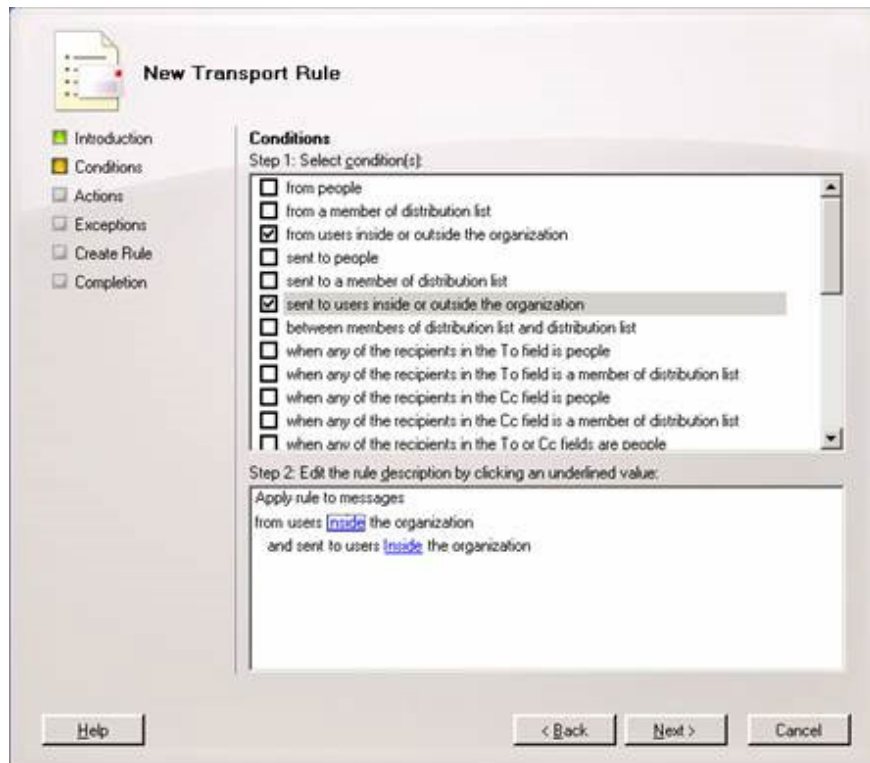 New Transport Rule
Introduction
Conditions
Actions
Exceptions
Create Rule
Completion
Conditions
Step 1: Select condition(s):
from people
from a member of distribution list
from users inside or outside the organization
sent to people
sent to a member of distribution list
sent to users inside or outside the organization
between members of distribution list and distribution list
when any of the recipients in the To field is people
when any of the recipients in the To field is a member of distribution list
when any of the recipients in the Cc field is people
when any of the recipients in the Cc field is a member of distribution list
when any of the recipients in the To or Cc fields are people
Step 2: Edit the rule description by clicking an underlined value:
Apply rule to messages
from users Inside the organization
and sent to users Inside the organization
Help
< Back
Next >
Cancel